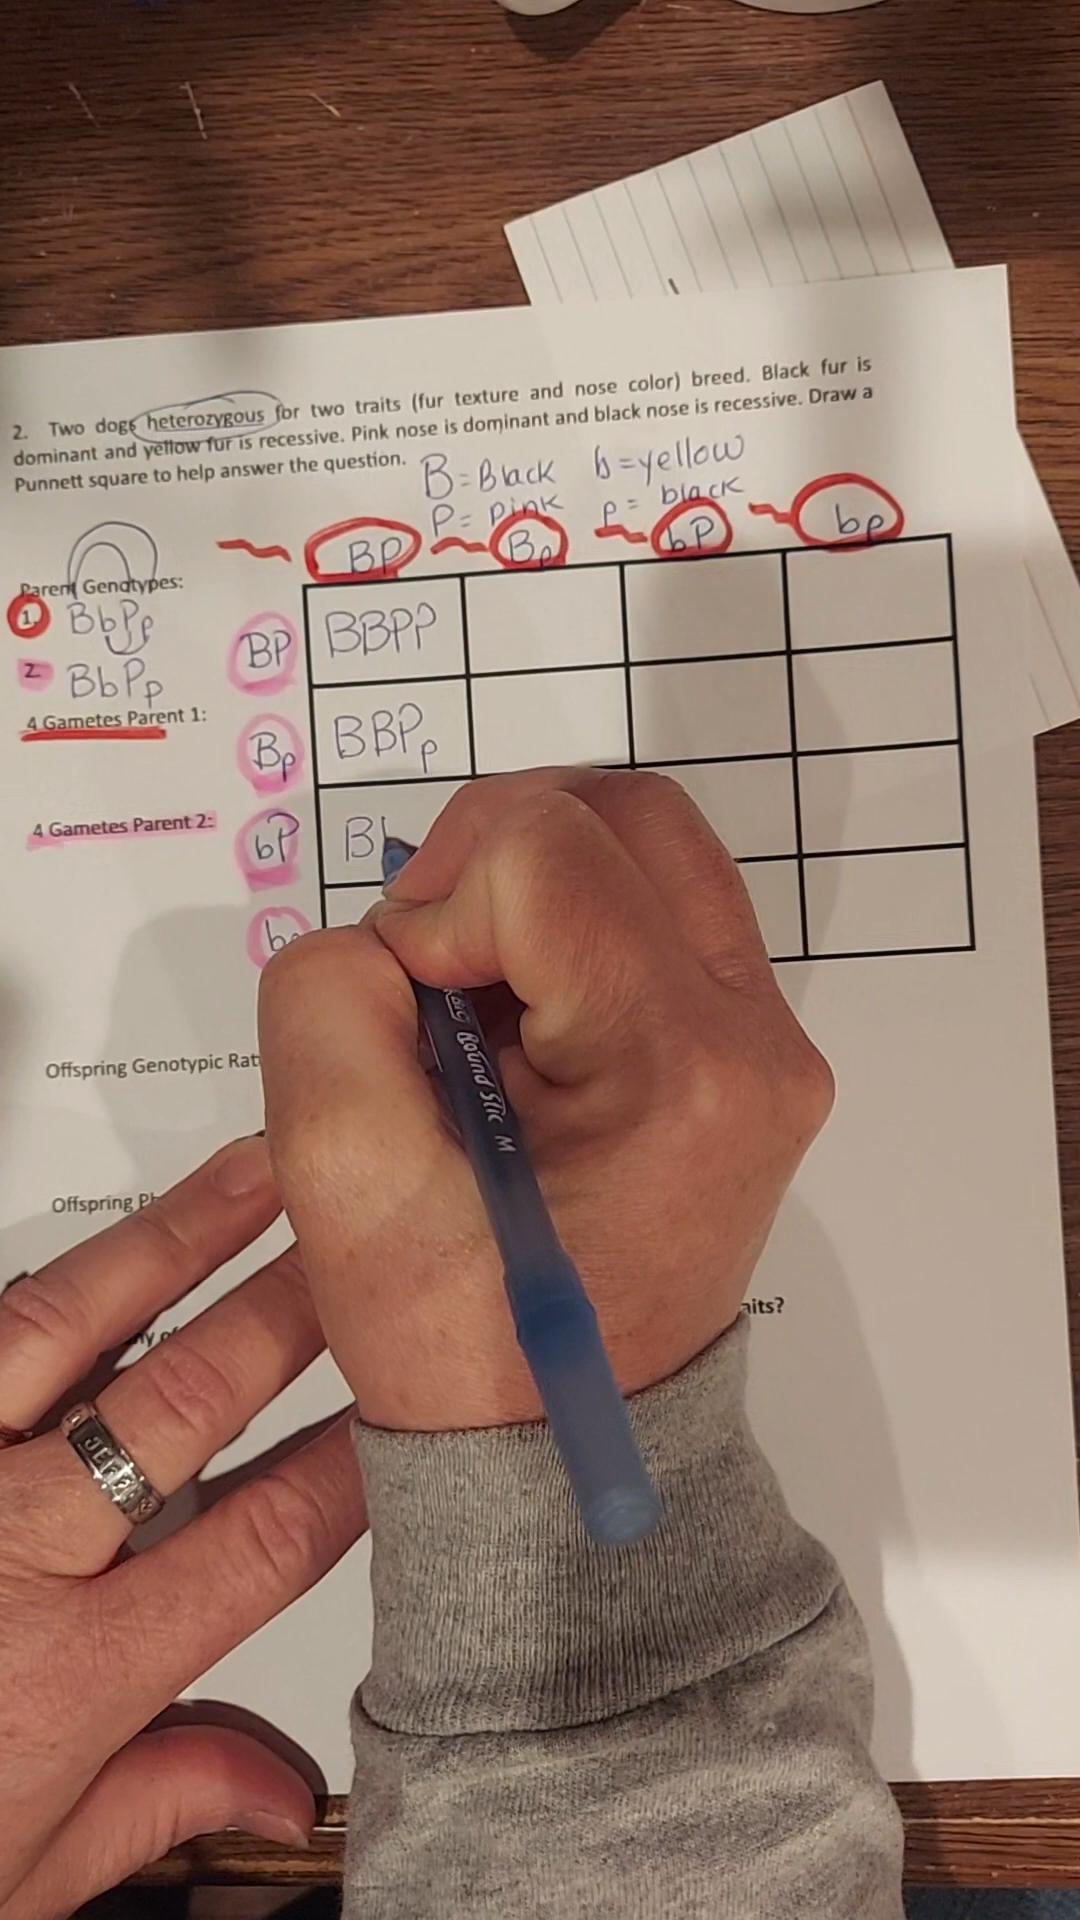 2. Two dogs heterozygous for two traits (fur texture and nose color) breed. Black fur is
dominant and yellow fur is recessive. Pink nose is dominant and black nose is recessive. Draw a
Punnett square to help answer the question.
B=Black b=yellow
P= Pink p= black
BP Bp bP bp
Parent Genotypes:
1. BbPp
2 BbPp
4 Gametes Parent 1:
4 Gametes Parent 2:
BP BBPP
Bp BBPp
bP B
Offspring Genotypic
Offspring
BIC Round Stic M